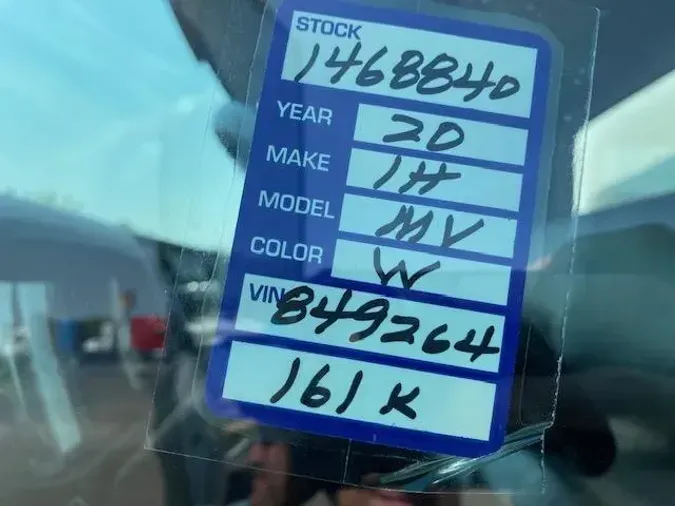 STOCK
1468840
YEAR 20
MAKE IH
MODEL MV
COLOR W
VIN 849264
161 K